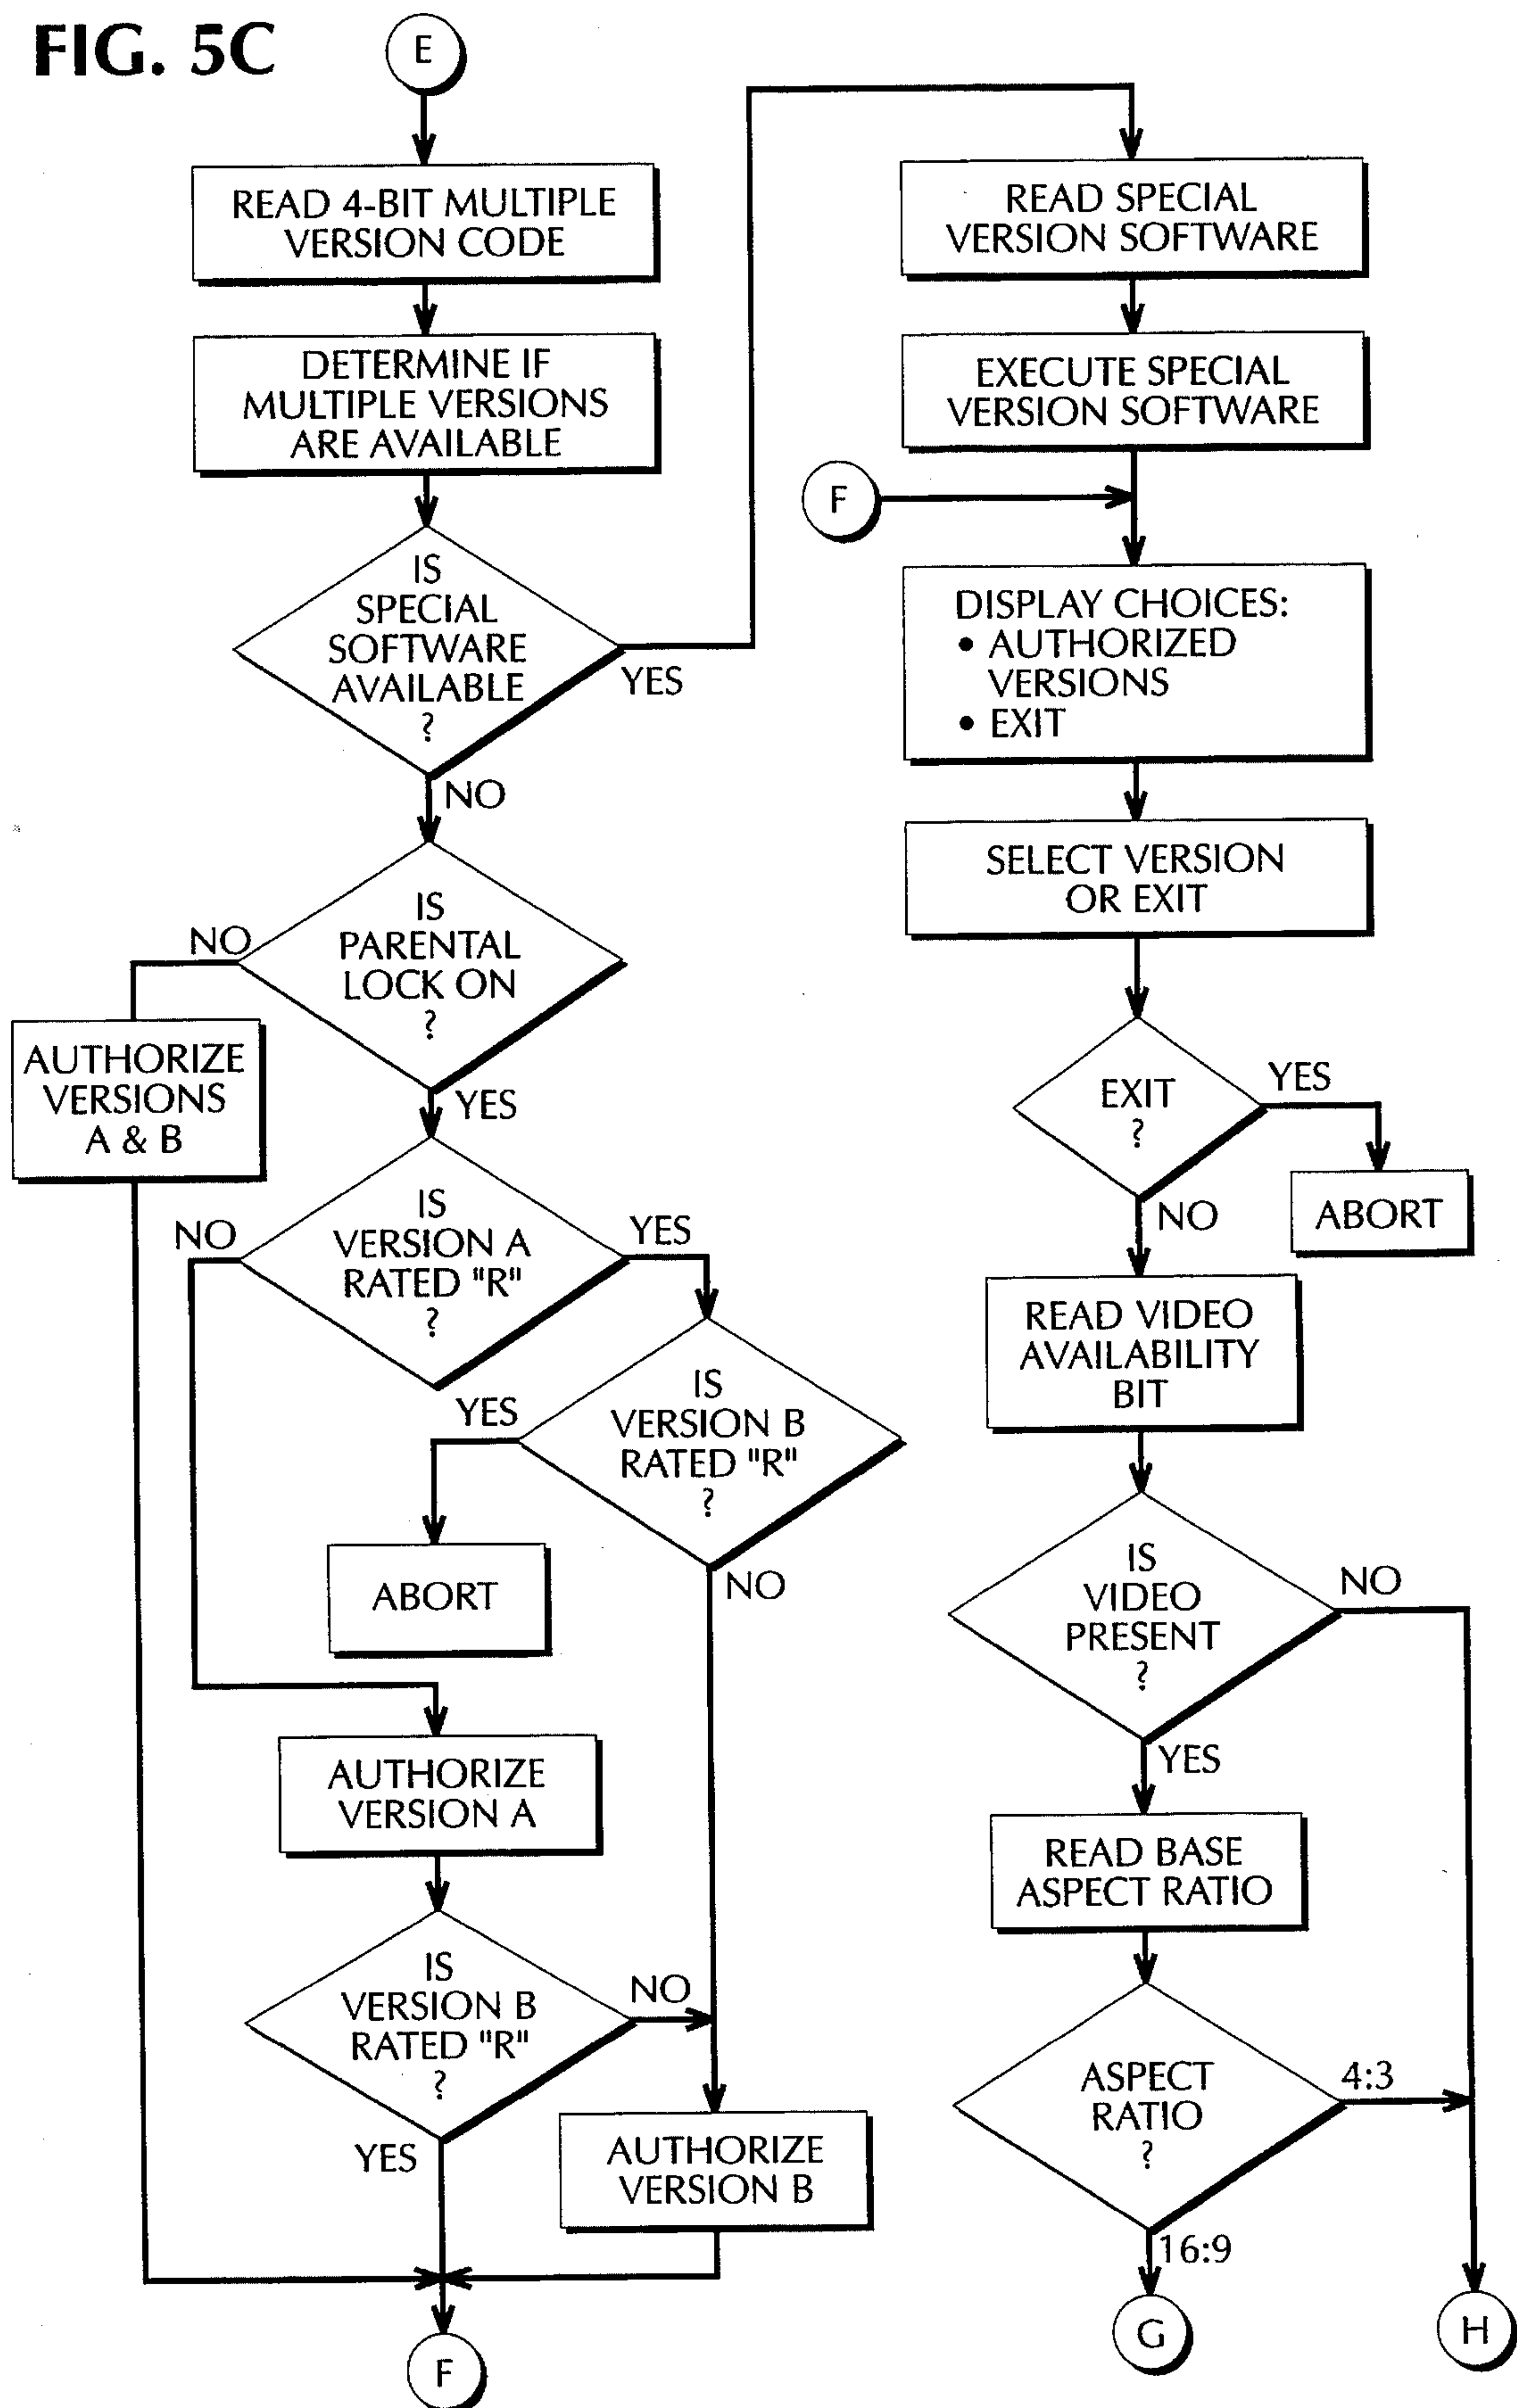 FIG. 5C
E
READ 4-BIT MULTIPLE
VERSION CODE
DETERMINE IF
MULTIPLE VERSIONS
ARE AVAILABLE
IS
SPECIAL
SOFTWARE
AVAILABLE
?
YES
NO
IS
PARENTAL
LOCK ON
?
NO
AUTHORIZE
VERSIONS
A & B
YES
IS
VERSION A
RATED "R"
?
NO
YES
IS
VERSION B
RATED "R"
?
YES
ABORT
NO
AUTHORIZE
VERSION A
IS
VERSION B
RATED "R"
?
NO
YES
AUTHORIZE
VERSION B
F
READ SPECIAL
VERSION SOFTWARE
EXECUTE SPECIAL
VERSION SOFTWARE
F
DISPLAY CHOICES:
• AUTHORIZED
VERSIONS
• EXIT
SELECT VERSION
OR EXIT
EXIT
?
YES
ABORT
NO
READ VIDEO
AVAILABILITY
BIT
IS
VIDEO
PRESENT
?
NO
YES
READ BASE
ASPECT RATIO
ASPECT
RATIO
?
4:3
16:9
G
H